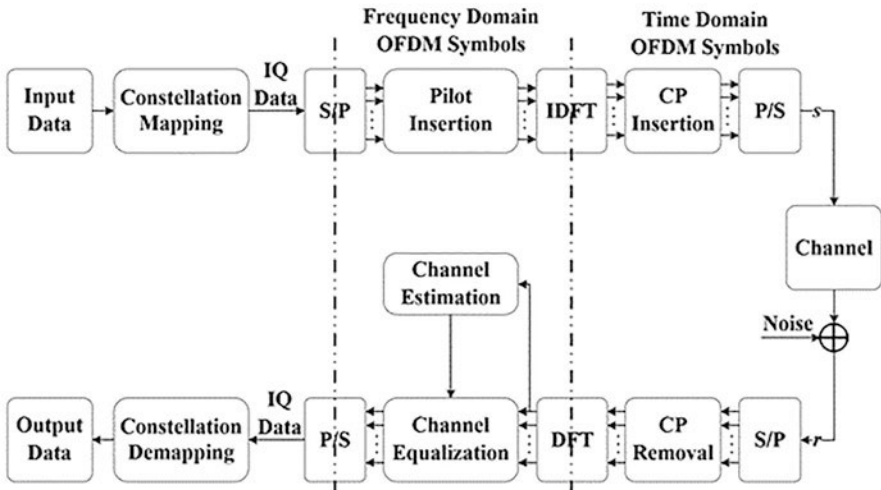 Frequency Domain
OFDM Symbols
Time Domain
OFDM Symbols
Input
Data
Constellation
Mapping
IQ
Data
S/P
Pilot
Insertion
IDFT
CP
Insertion
P/S
s
Channel
Noise
Channel
Estimation
Output
Data
Constellation
Demapping
IQ
Data
P/S
Channel
Equalization
DFT
CP
Removal
S/P
r